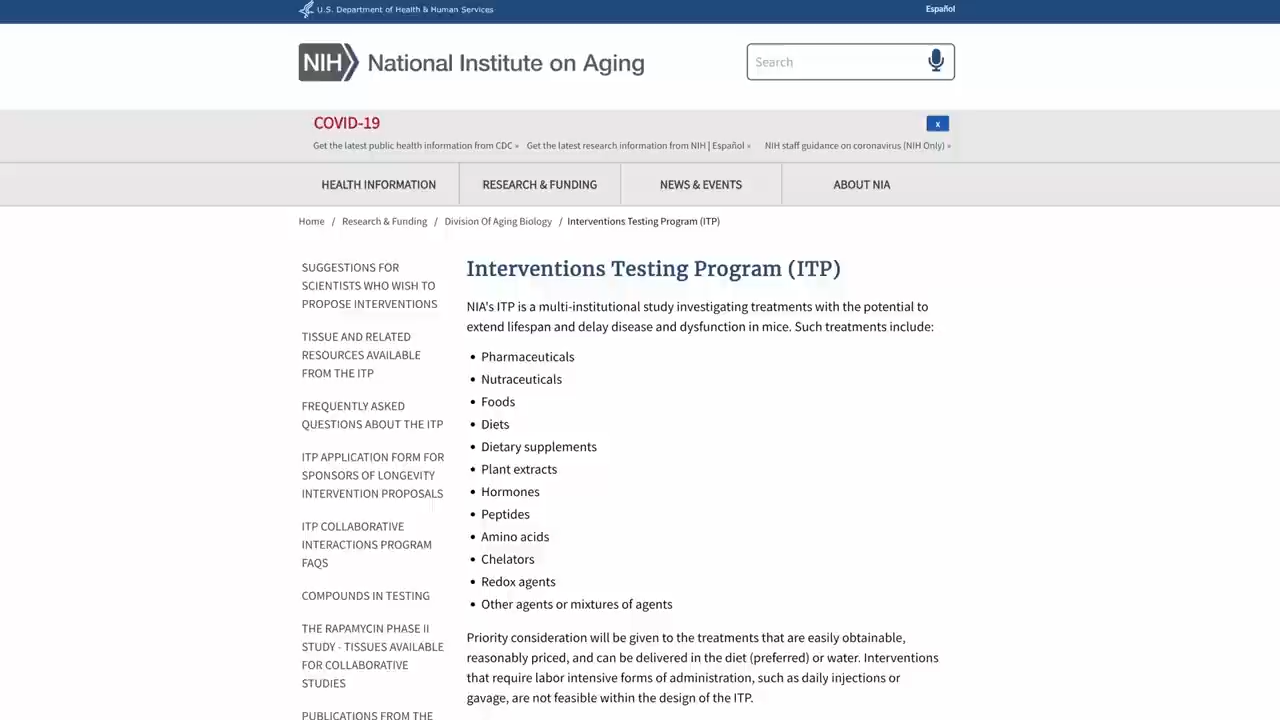 U.S. Department of Health & Human Services
Español
NIH National Institute on Aging
Search
COVID-19
x
Get the latest public health information from CDC » Get the latest research information from NIH | Español » NIH staff guidance on coronavirus (NIH Only) »
HEALTH INFORMATION RESEARCH & FUNDING NEWS & EVENTS ABOUT NIA
Home / Research & Funding / Division Of Aging Biology / Interventions Testing Program (ITP)
SUGGESTIONS FOR
SCIENTISTS WHO WISH TO
PROPOSE INTERVENTIONS
TISSUE AND RELATED
RESOURCES AVAILABLE
FROM THE ITP
FREQUENTLY ASKED
QUESTIONS ABOUT THE ITP
ITP APPLICATION FORM FOR
SPONSORS OF LONGEVITY
INTERVENTION PROPOSALS
ITP COLLABORATIVE
INTERACTIONS PROGRAM
FAQS
COMPOUNDS IN TESTING
THE RAPAMYCIN PHASE II
STUDY - TISSUES AVAILABLE
FOR COLLABORATIVE
STUDIES
PUBLICATIONS FROM THE
Interventions Testing Program (ITP)
NIA's ITP is a multi-institutional study investigating treatments with the potential to
extend lifespan and delay disease and dysfunction in mice. Such treatments include:
• Pharmaceuticals
• Nutraceuticals
• Foods
• Diets
• Dietary supplements
• Plant extracts
• Hormones
• Peptides
• Amino acids
• Chelators
• Redox agents
• Other agents or mixtures of agents
Priority consideration will be given to the treatments that are easily obtainable,
reasonably priced, and can be delivered in the diet (preferred) or water. Interventions
that require labor intensive forms of administration, such as daily injections or
gavage, are not feasible within the design of the ITP.